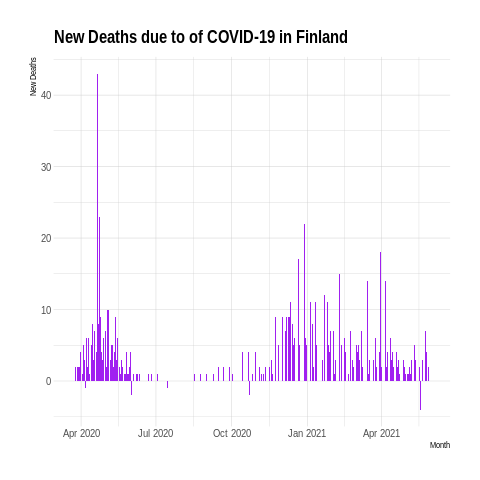 New Deaths due to of COVID-19 in Finland
New Deaths
40
30
20
10
0
Apr 2020 Jul 2020 Oct 2020 Jan 2021 Apr 2021
Month